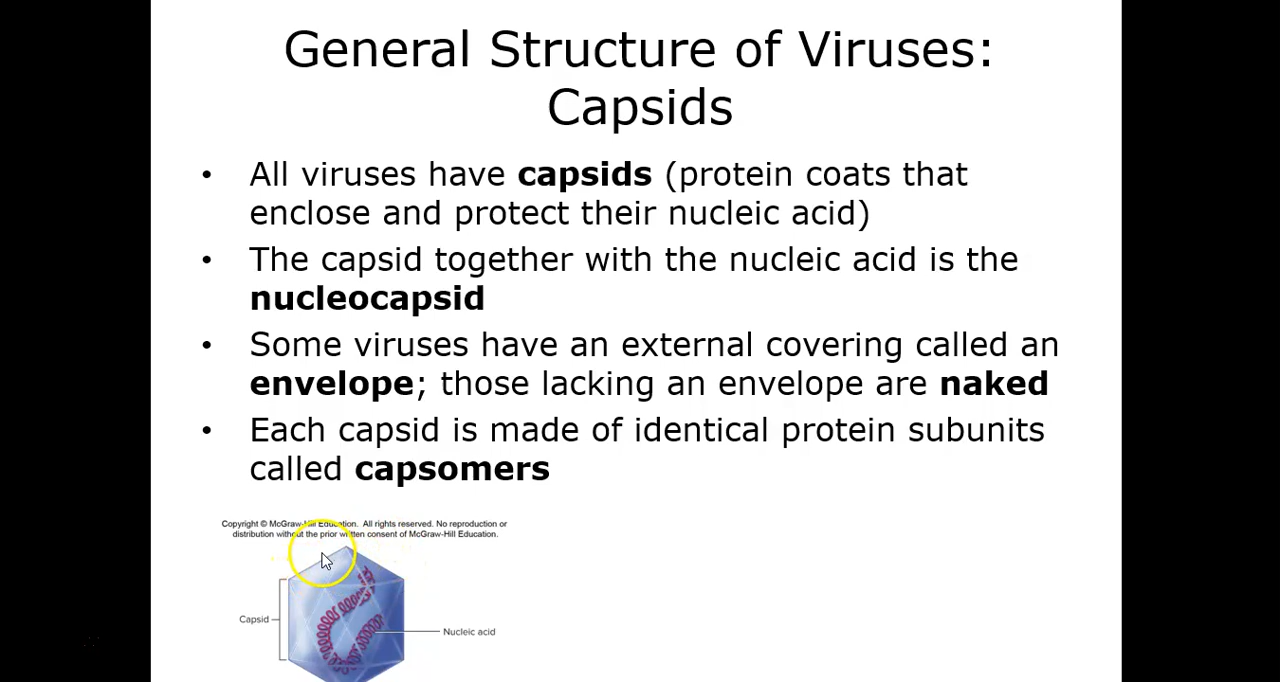 General Structure of Viruses:
Capsids
• All viruses have capsids (protein coats that
enclose and protect their nucleic acid)
• The capsid together with the nucleic acid is the
nucleocapsid
• Some viruses have an external covering called an
envelope; those lacking an envelope are naked
• Each capsid is made of identical protein subunits
called capsomers
Copyright © McGraw-Hill Education. All rights reserved. No reproduction or
distribution without the prior written consent of McGraw-Hill Education.
Capsid
Nucleic acid